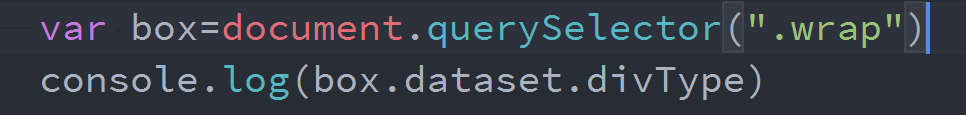 var box=document.querySelector(".wrap")
console.log(box.dataset.divType)